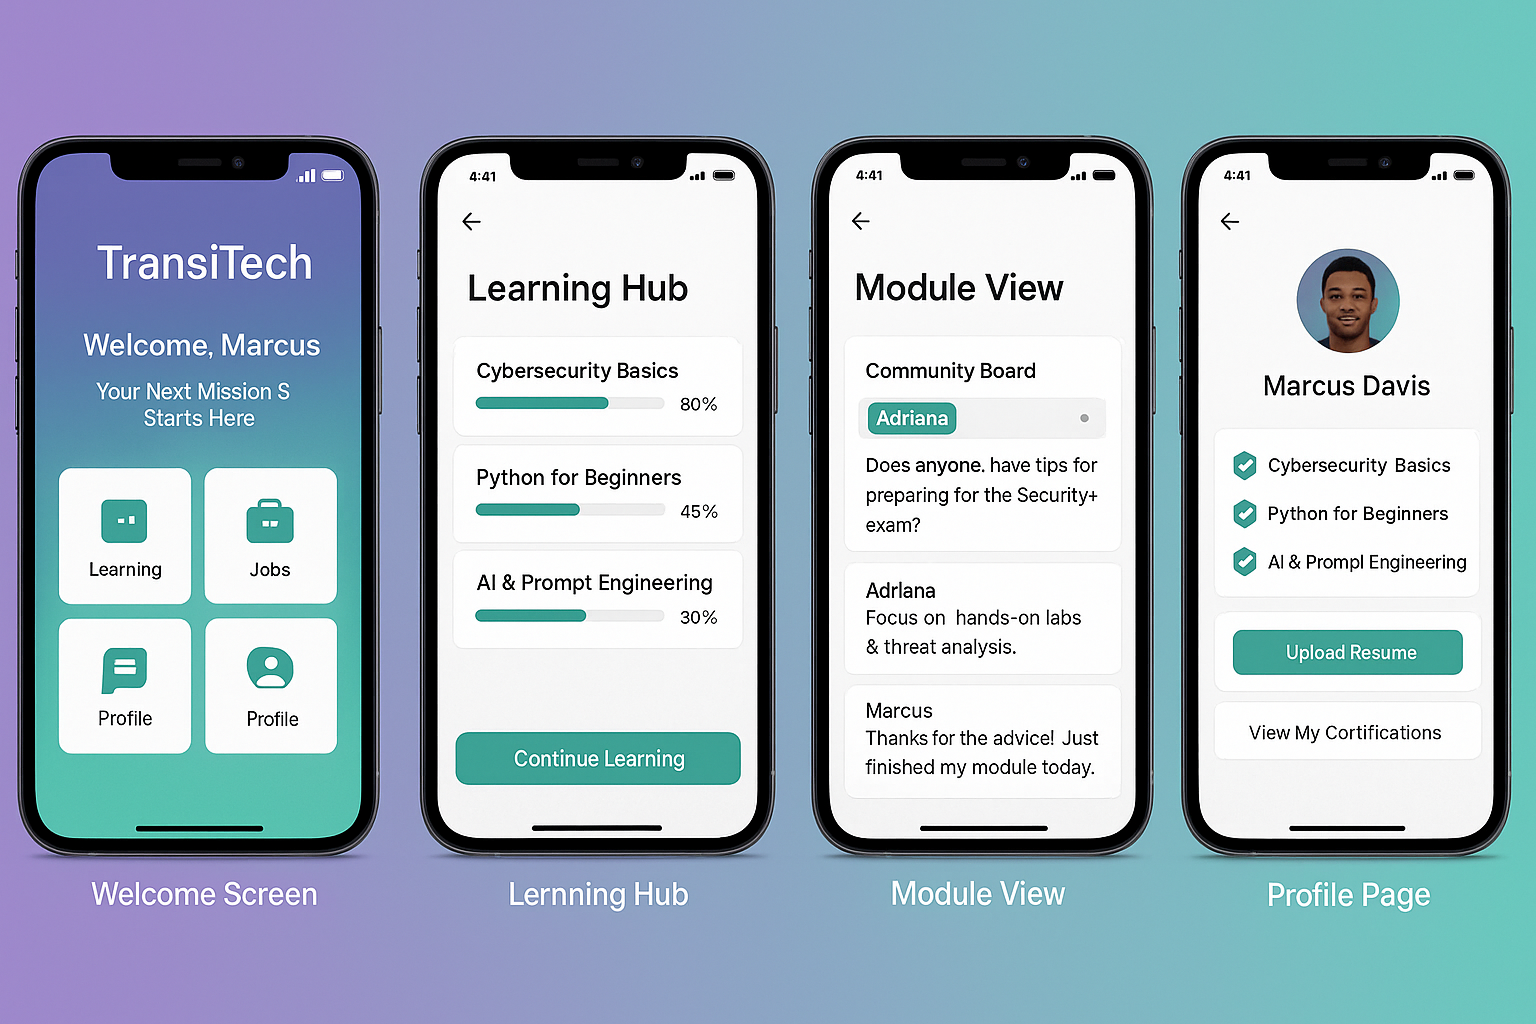 TransiTech
Welcome, Marcus
Your Next Mission S
Starts Here
Learning
Jobs
Profile
Profile
Welcome Screen
4:41
Learning Hub
Cybersecurity Basics
80%
Python for Beginners
45%
AI & Prompt Engineering
30%
Continue Learning
Lernning Hub
4:41
Module View
Community Board
Adriana
Does anyone. have tips for
preparing for the Security+
exam?
Adrlana
Focus on hands-on labs
& threat analysis.
Marcus
Thanks for the advice! Just
finished my module today.
Module View
4:41
Marcus Davis
Cybersecurity Basics
Python for Beginners
AI & Prompl Engineering
Upload Resume
View My Cortifications
Profile Page